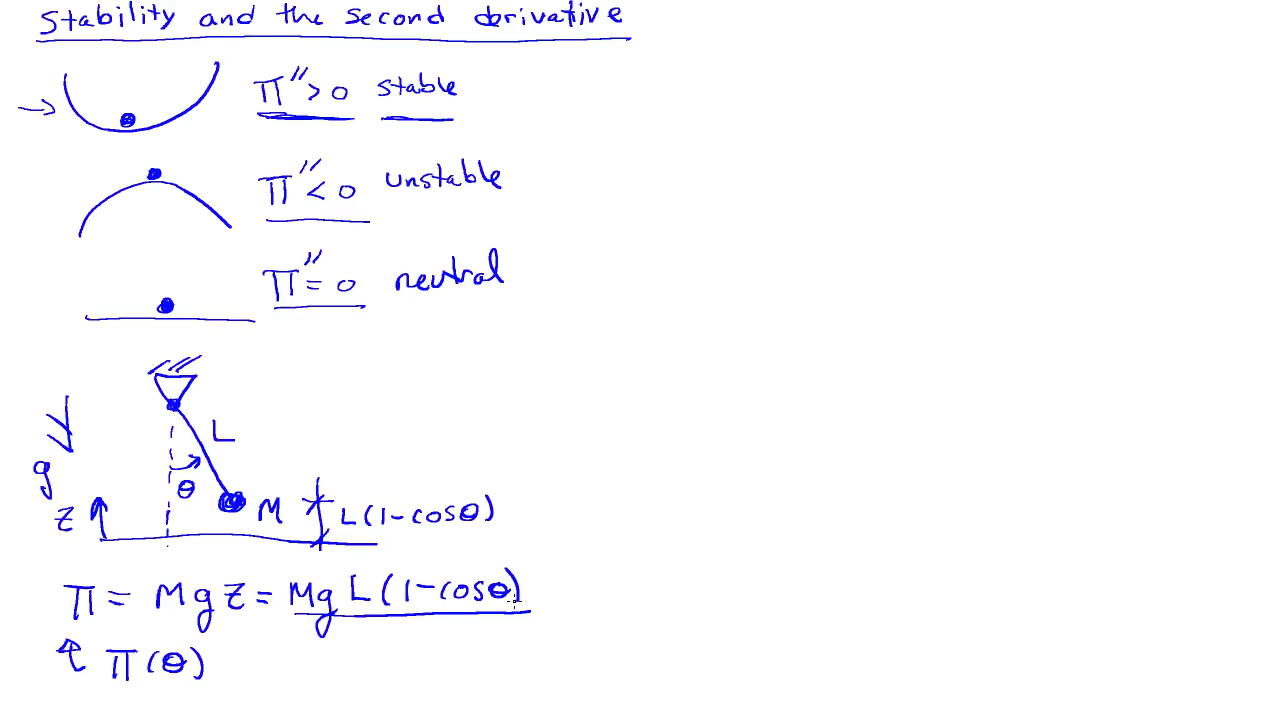 Stability and the second derivative
Π'' > 0 stable
Π'' < 0 unstable
Π'' = 0 neutral
L
g
θ
z
M
L(1-cosθ)
Π = Mgz = MgL(1-cosθ)
Π(θ)